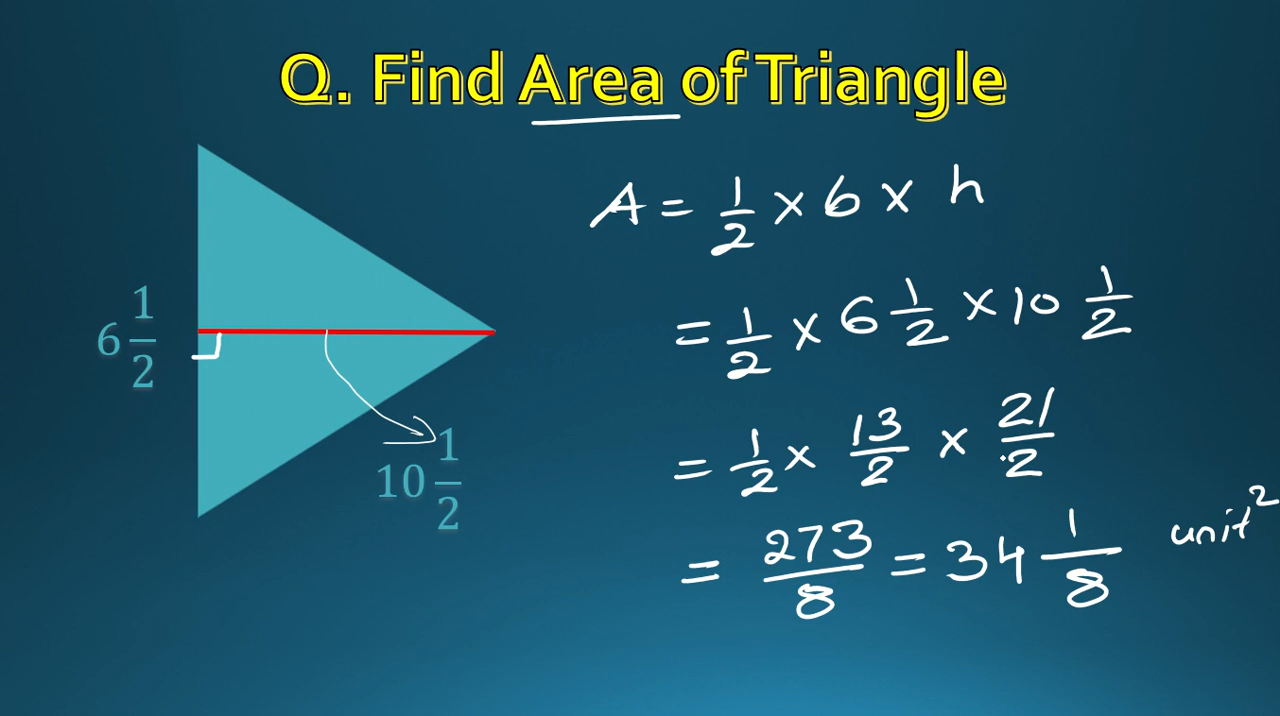 Q. Find Area of Triangle
A = 1/2 × b × h
6 1/2
= 1/2 × 6 1/2 × 10 1/2
10 1/2
= 1/2 × 13/2 × 21/2
= 273/8 = 34 1/8 unit²